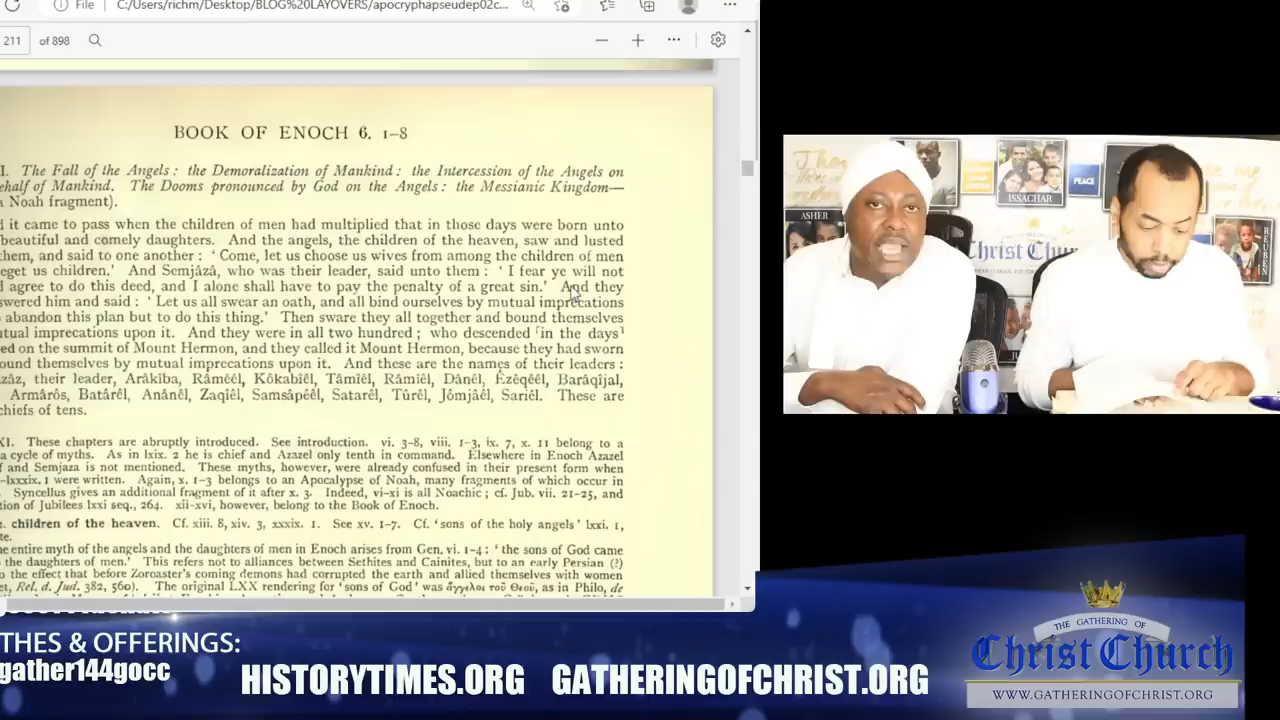 File
C:/Users/richm/Desktop/BLOG%20LAYOVERS/apocryphapseudep02c...
211 of 898
BOOK OF ENOCH 6. 1-8
I. The Fall of the Angels: the Demoralization of Mankind: the Intercession of the Angels on
ehalf of Mankind. The Dooms pronounced by God on the Angels: the Messianic Kingdom—
a Noah fragment).
d it came to pass when the children of men had multiplied that in those days were born unto
beautiful and comely daughters. And the angels, the children of the heaven, saw and lusted
them, and said to one another: ‘Come, let us choose us wives from among the children of men
eget us children.’ And Semjâzâ, who was their leader, said unto them: ‘I fear ye will not
d agree to do this deed, and I alone shall have to pay the penalty of a great sin.’ And they
swered him and said: ‘Let us all swear an oath, and all bind ourselves by mutual imprecations
abandon this plan but to do this thing.’ Then sware they all together and bound themselves
utual imprecations upon it. And they were in all two hundred; who descended ⌜in the days⌝
ed on the summit of Mount Hermon, and they called it Mount Hermon, because they had sworn
ound themselves by mutual imprecations upon it. And these are the names of their leaders:
zâz, their leader, Arâkîba, Râmêêl, Kôkabîêl, Tâmîêl, Râmîêl, Dânêl, Êzêqêêl, Barâqîjal,
Armârôs, Batârêl, Anânêl, Zaqîêl, Samsâpêêl, Satarêl, Tûrêl, Jômjâêl, Sariêl. These are
chiefs of tens.
XI. These chapters are abruptly introduced. See introduction. vi. 3-8, viii. 1-3, ix. 7, x. 11 belong to a
a cycle of myths. As in lxix. 2 he is chief and Azazel only tenth in command. Elsewhere in Enoch Azazel
f and Semjaza is not mentioned. These myths, however, were already confused in their present form when
-lxxxix. 1 were written. Again, x. 1-3 belongs to an Apocalypse of Noah, many fragments of which occur in
Syncellus gives an additional fragment of it after x. 3. Indeed, vi-xi is all Noachic; cf. Jub. vii. 21-25, and
tion of Jubilees lxxi seq., 264. xii-xvi, however, belong to the Book of Enoch.
. children of the heaven. Cf. xiii. 8, xiv. 3, xxxix. 1. See xv. 1-7. Cf. ‘sons of the holy angels’ lxxi. 1,
te.
he entire myth of the angels and the daughters of men in Enoch arises from Gen. vi. 1-4: ‘the sons of God came
o the daughters of men.’ This refers not to alliances between Sethites and Cainites, but to an early Persian (?)
o the effect that before Zoroaster's coming demons had corrupted the earth and allied themselves with women
et, Rel. d. Jud. 382, 560). The original LXX rendering for ‘sons of God’ was ἄγγελοι τοῦ Θεοῦ, as in Philo, de
ASHER
ISSACHAR
PEACE
REUBEN
Christ Ch
THES & OFFERINGS:
gather144gocc
HISTORYTIMES.ORG GATHERINGOFCHRIST.ORG
THE GATHERING OF
Christ Church
WWW.GATHERINGOFCHRIST.ORG